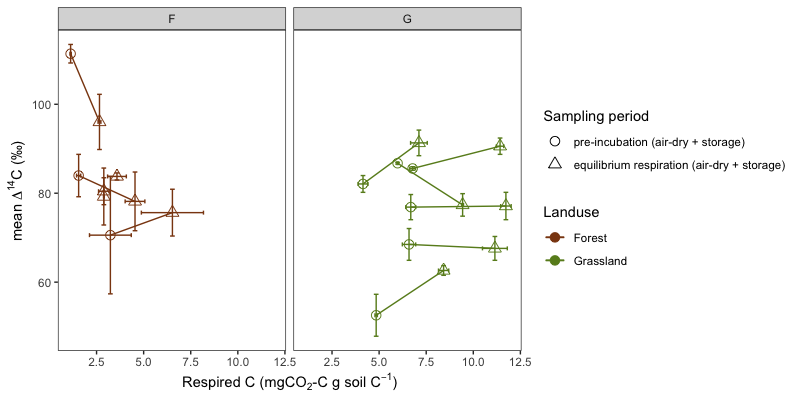 F
G
mean Δ¹⁴C (‰)
100
80
60
2.5 5.0 7.5 10.0 12.5
2.5 5.0 7.5 10.0 12.5
Respired C (mgCO₂-C g soil C⁻¹)
Sampling period
pre-incubation (air-dry + storage)
equilibrium respiration (air-dry + storage)
Landuse
Forest
Grassland